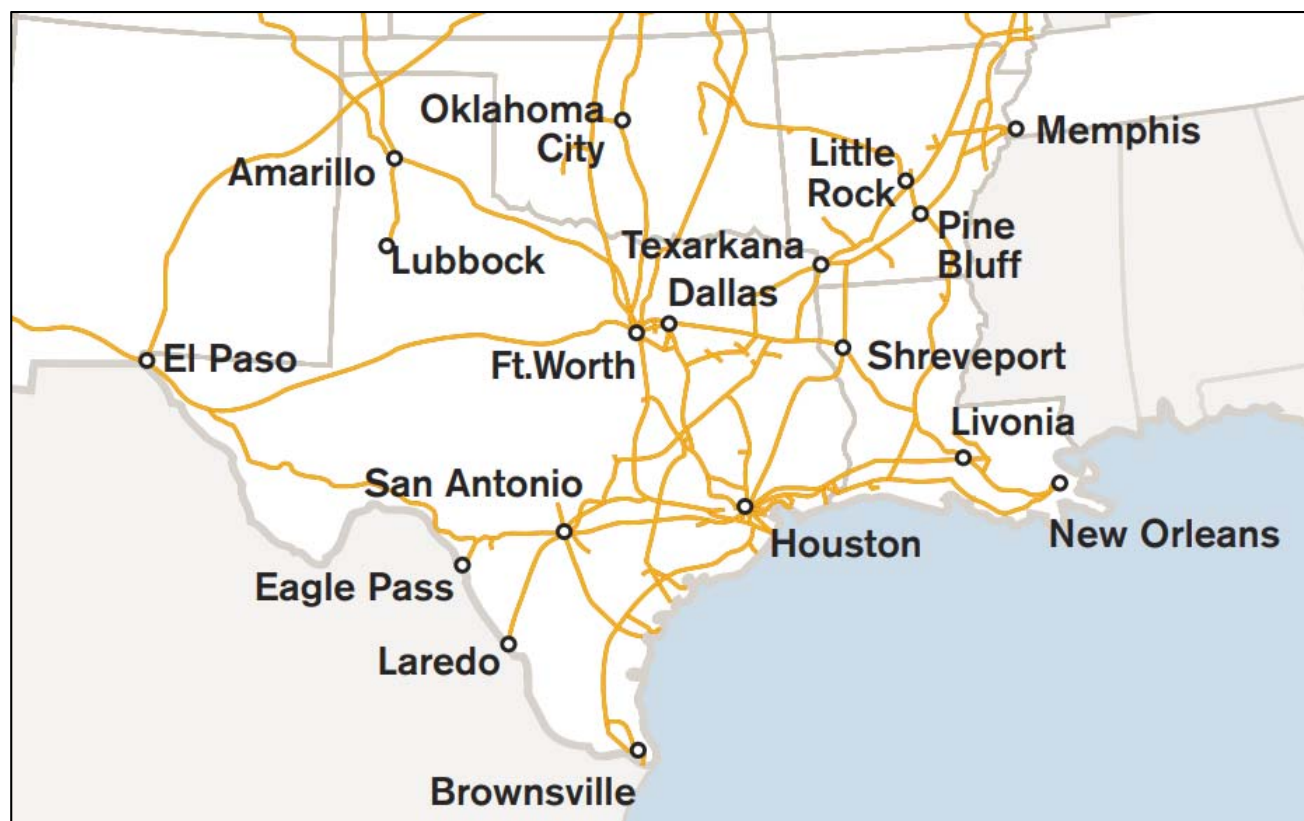 Oklahoma
City
Memphis
Amarillo
Little
Rock
Pine
Bluff
Texarkana
Lubbock
Dallas
El Paso
Ft.Worth
Shreveport
Livonia
San Antonio
New Orleans
Houston
Eagle Pass
Laredo
Brownsville